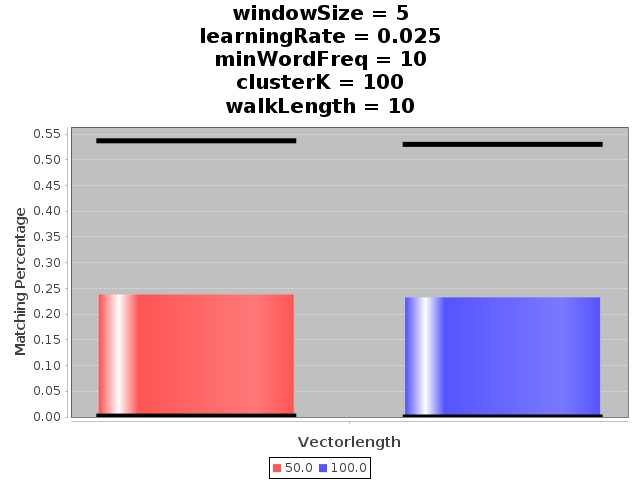 windowSize = 5
learningRate = 0.025
minWordFreq = 10
clusterK = 100
walkLength = 10
0.55
0.50
0.45
0.40
0.35
0.30
0.25
0.20
0.15
0.10
0.05
0.00
Matching Percentage
Vectorlength
50.0 100.0